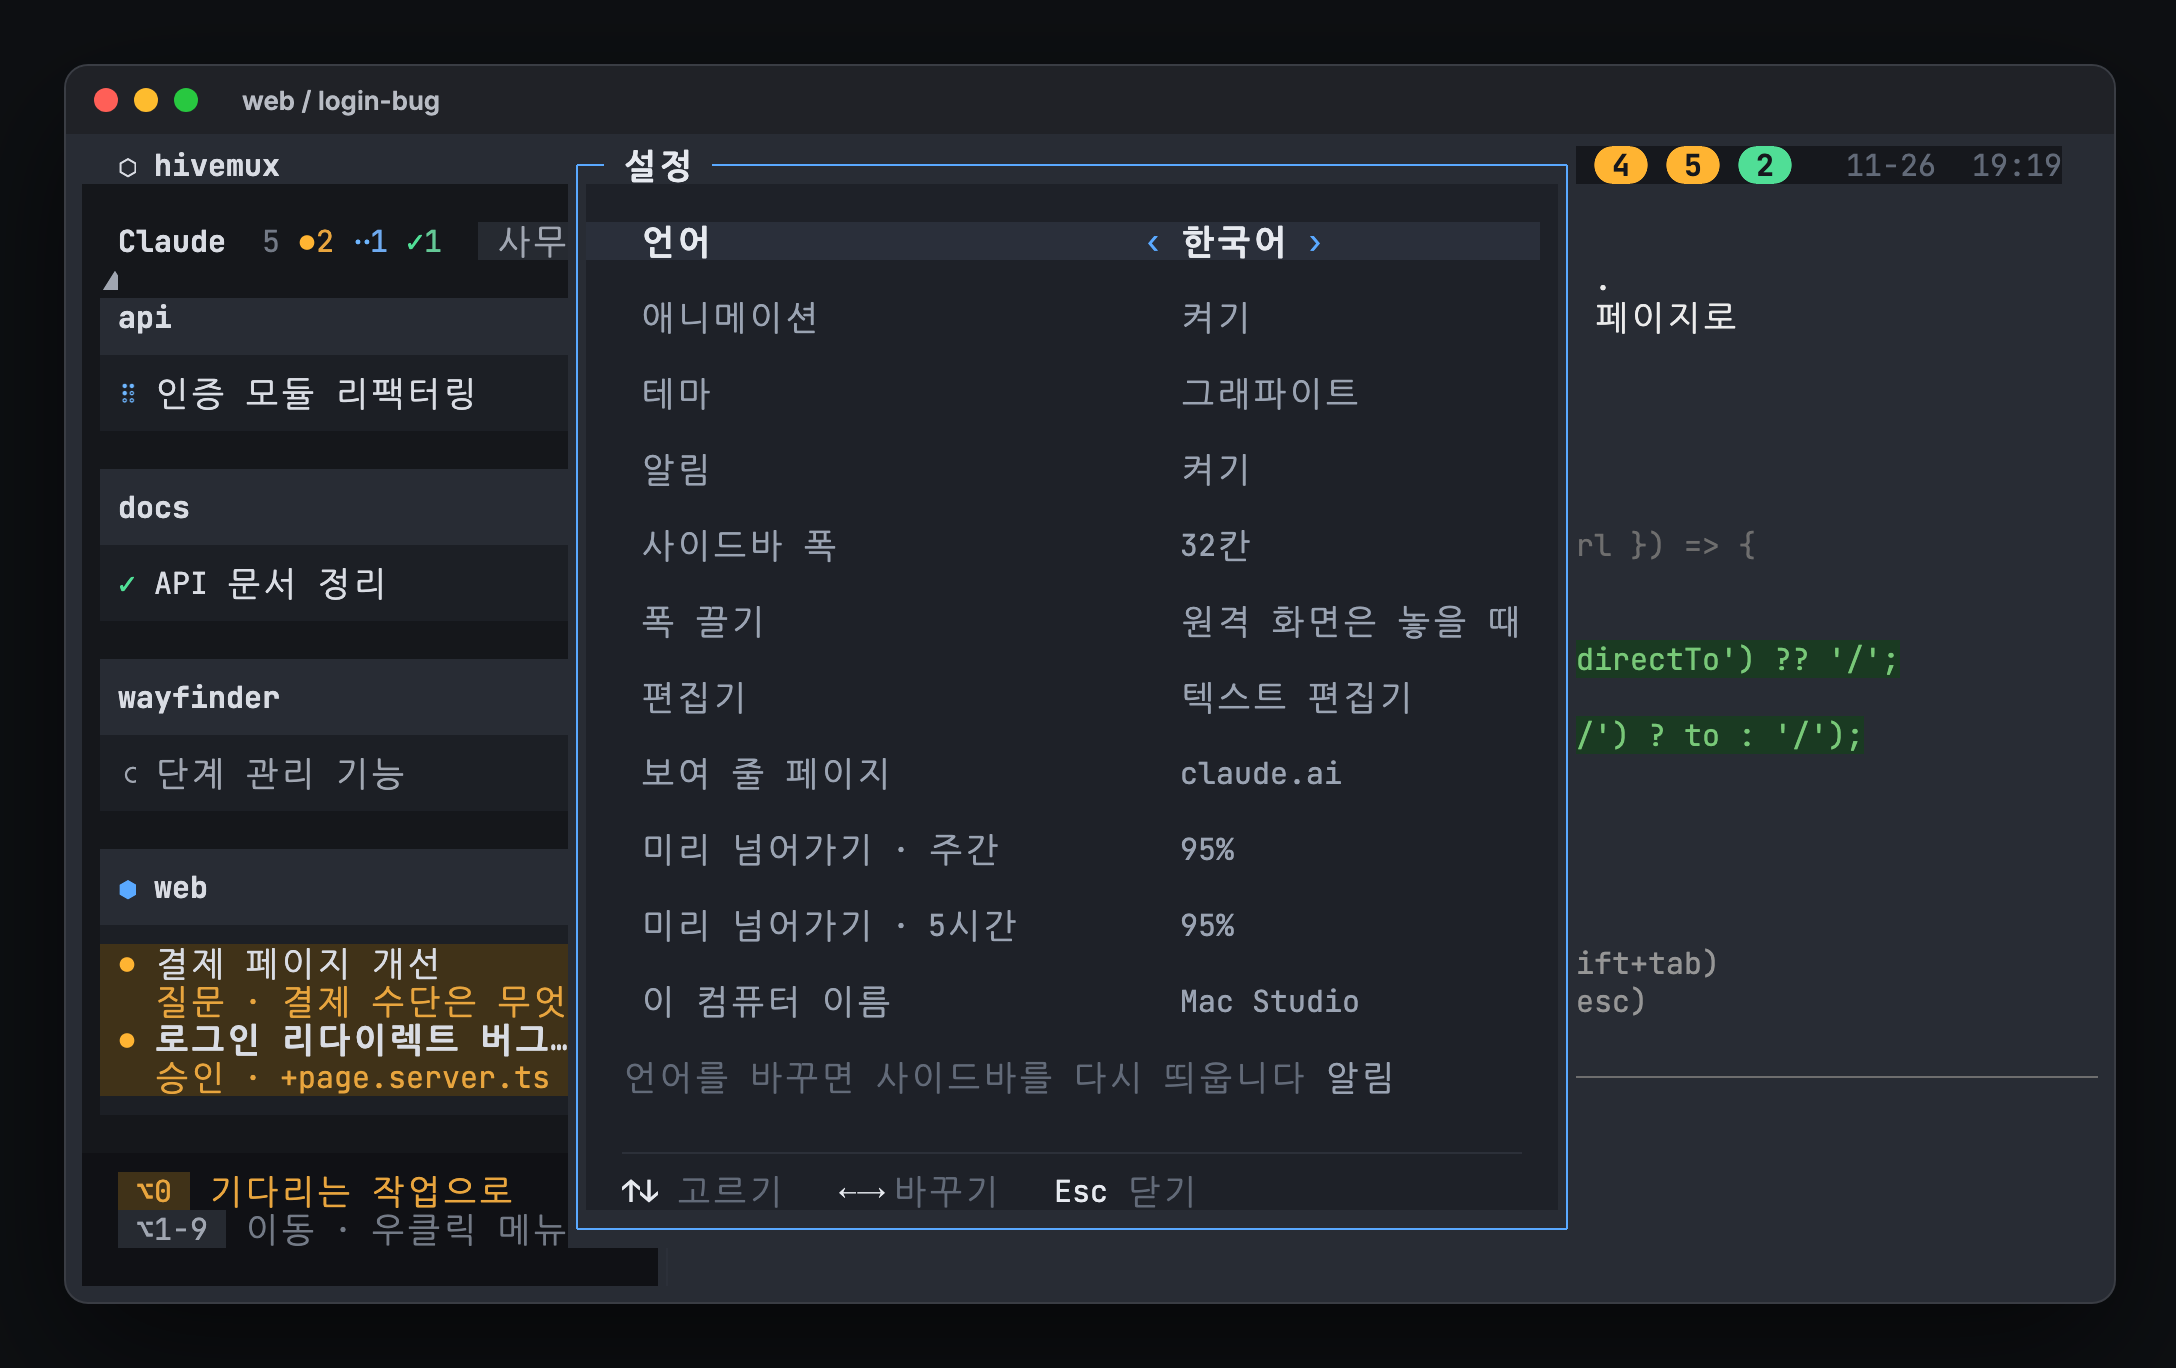 web / login-bug
⬡ hivemux
4 5 2 11-26 19:19
Claude 5 ●2 ··1 ✓1 사무
api
인증 모듈 리팩터링
docs
✓ API 문서 정리
wayfinder
단계 관리 기능
web
● 결제 페이지 개선
질문 · 결제 수단은 무엇
● 로그인 리다이렉트 버그…
승인 · +page.server.ts
⌥0 기다리는 작업으로
⌥1-9 이동 · 우클릭 메뉴
설정
언어 ‹ 한국어 ›
애니메이션 켜기
테마 그래파이트
알림 켜기
사이드바 폭 32칸
폭 끌기 원격 화면은 놓을 때
편집기 텍스트 편집기
보여 줄 페이지 claude.ai
미리 넘어가기 · 주간 95%
미리 넘어가기 · 5시간 95%
이 컴퓨터 이름 Mac Studio
언어를 바꾸면 사이드바를 다시 띄웁니다 알림
↑↓ 고르기 ←→ 바꾸기 Esc 닫기
.
페이지로
rl }) => {
directTo') ?? '/';
/') ? to : '/');
ift+tab)
esc)